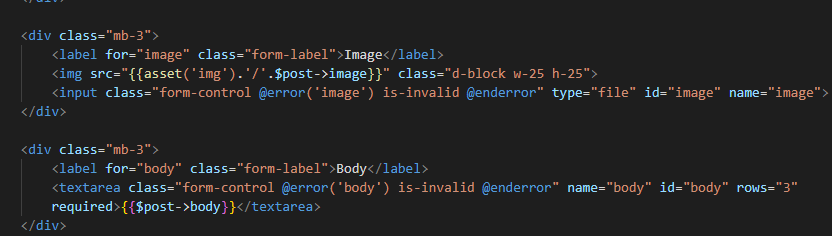 </div>
<div class="mb-3">
<label for="image" class="form-label">Image</label>
<img src="{{asset('img').'/'.$post->image}}" class="d-block w-25 h-25">
<input class="form-control @error('image') is-invalid @enderror" type="file" id="image" name="image">
</div>
<div class="mb-3">
<label for="body" class="form-label">Body</label>
<textarea class="form-control @error('body') is-invalid @enderror" name="body" id="body" rows="3"
required>{{$post->body}}</textarea>
</div>